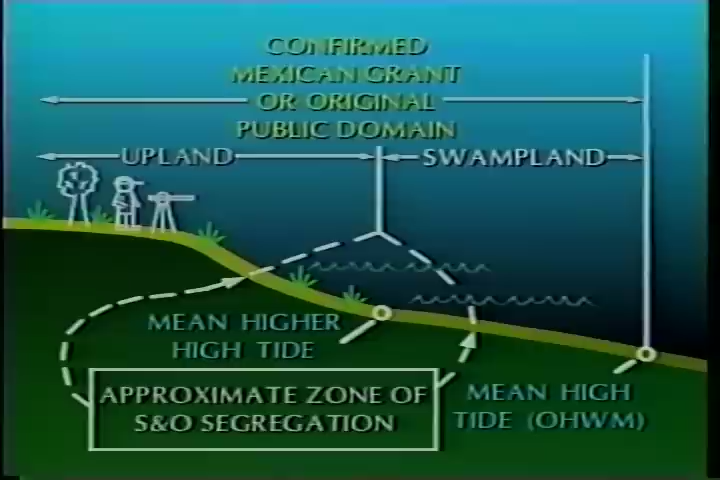 CONFIRMED
MEXICAN GRANT
OR ORIGINAL
PUBLIC DOMAIN
UPLAND
SWAMPLAND
MEAN HIGHER
HIGH TIDE
APPROXIMATE ZONE OF
S&O SEGREGATION
MEAN HIGH
TIDE (OHWM)